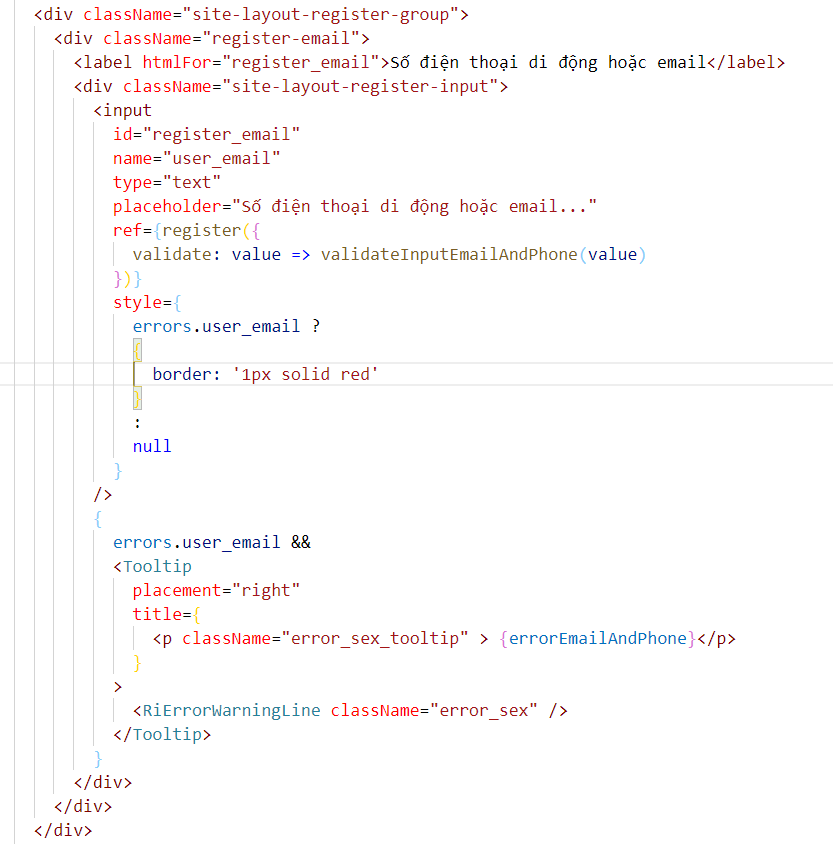 <div className="site-layout-register-group">
<div className="register-email">
<label htmlFor="register_email">Số điện thoại di động hoặc email</label>
<div className="site-layout-register-input">
<input
id="register_email"
name="user_email"
type="text"
placeholder="Số điện thoại di động hoặc email..."
ref={register({
validate: value => validateInputEmailAndPhone(value)
})}
style={
errors.user_email ?
{
border: '1px solid red'
}
:
null
}
/>
{
errors.user_email &&
<Tooltip
placement="right"
title={
<p className="error_sex_tooltip" > {errorEmailAndPhone}</p>
}
>
<RiErrorWarningLine className="error_sex" />
</Tooltip>
}
</div>
</div>
</div>